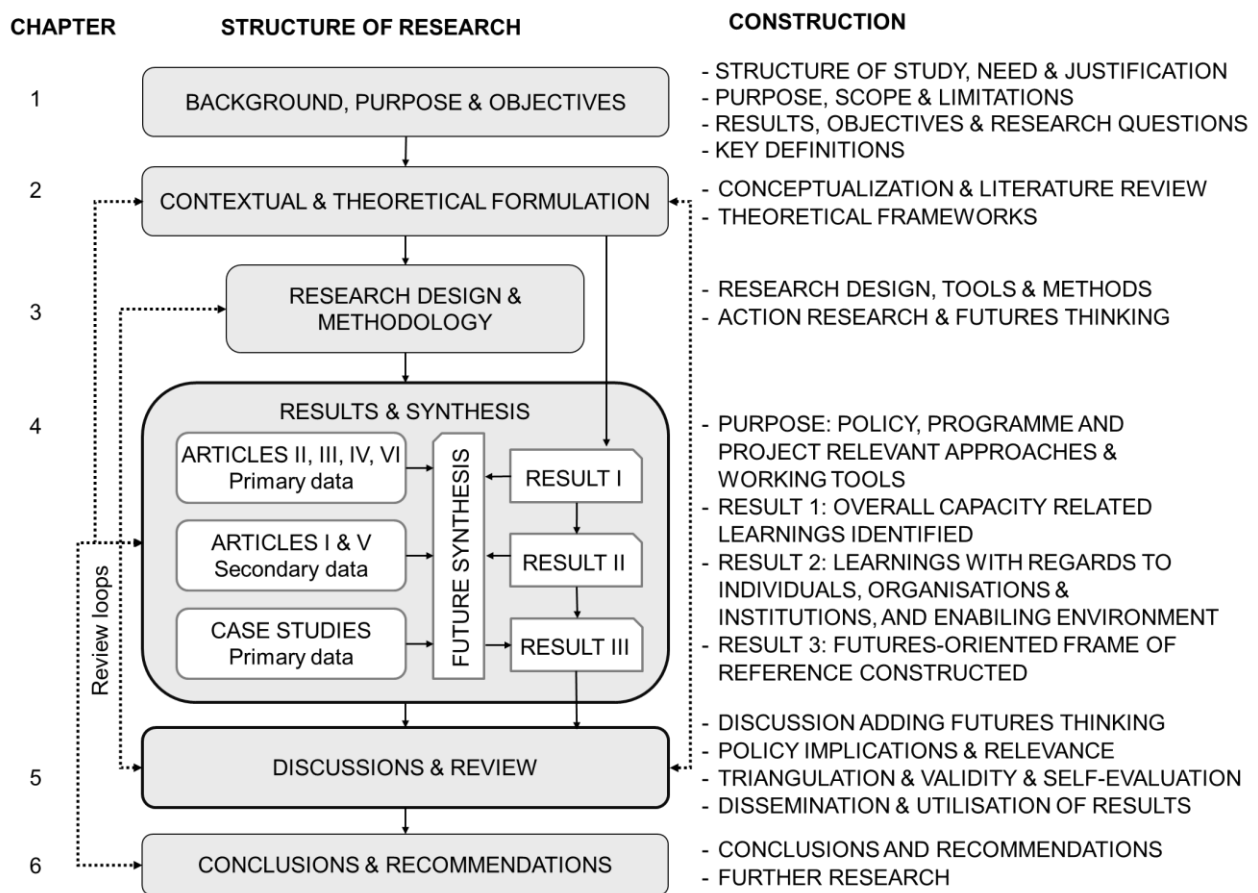 CHAPTER
STRUCTURE OF RESEARCH
CONSTRUCTION
1
BACKGROUND, PURPOSE & OBJECTIVES
- STRUCTURE OF STUDY, NEED & JUSTIFICATION
- PURPOSE, SCOPE & LIMITATIONS
- RESULTS, OBJECTIVES & RESEARCH QUESTIONS
- KEY DEFINITIONS
2
CONTEXTUAL & THEORETICAL FORMULATION
- CONCEPTUALIZATION & LITERATURE REVIEW
- THEORETICAL FRAMEWORKS
3
RESEARCH DESIGN &
METHODOLOGY
- RESEARCH DESIGN, TOOLS & METHODS
- ACTION RESEARCH & FUTURES THINKING
4
RESULTS & SYNTHESIS
ARTICLES II, III, IV, VI
Primary data
ARTICLES I & V
Secondary data
CASE STUDIES
Primary data
FUTURE SYNTHESIS
RESULT I
RESULT II
RESULT III
- PURPOSE: POLICY, PROGRAMME AND
PROJECT RELEVANT APPROACHES &
WORKING TOOLS
- RESULT 1: OVERALL CAPACITY RELATED
LEARNINGS IDENTIFIED
- RESULT 2: LEARNINGS WITH REGARDS TO
INDIVIDUALS, ORGANISATIONS &
INSTITUTIONS, AND ENABILING ENVIRONMENT
- RESULT 3: FUTURES-ORIENTED FRAME OF
REFERENCE CONSTRUCTED
Review loops
5
DISCUSSIONS & REVIEW
- DISCUSSION ADDING FUTURES THINKING
- POLICY IMPLICATIONS & RELEVANCE
- TRIANGULATION & VALIDITY & SELF-EVALUATION
- DISSEMINATION & UTILISATION OF RESULTS
6
CONCLUSIONS & RECOMMENDATIONS
- CONCLUSIONS AND RECOMMENDATIONS
- FURTHER RESEARCH